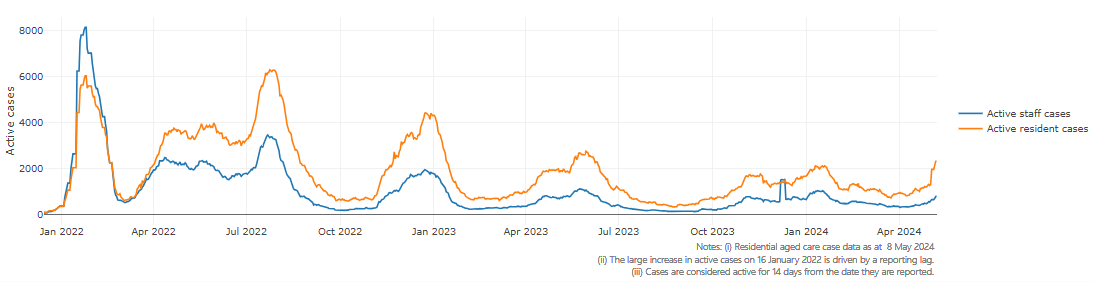 8000
6000
4000
2000
0
Active cases
Jan 2022
Apr 2022
Jul 2022
Oct 2022
Jan 2023
Apr 2023
Jul 2023
Oct 2023
Jan 2024
Apr 2024
Active staff cases
Active resident cases
Notes: (i) Residential aged care case data as at 8 May 2024
(ii) The large increase in active cases on 16 January 2022 is driven by a reporting lag.
(iii) Cases are considered active for 14 days from the date they are reported.